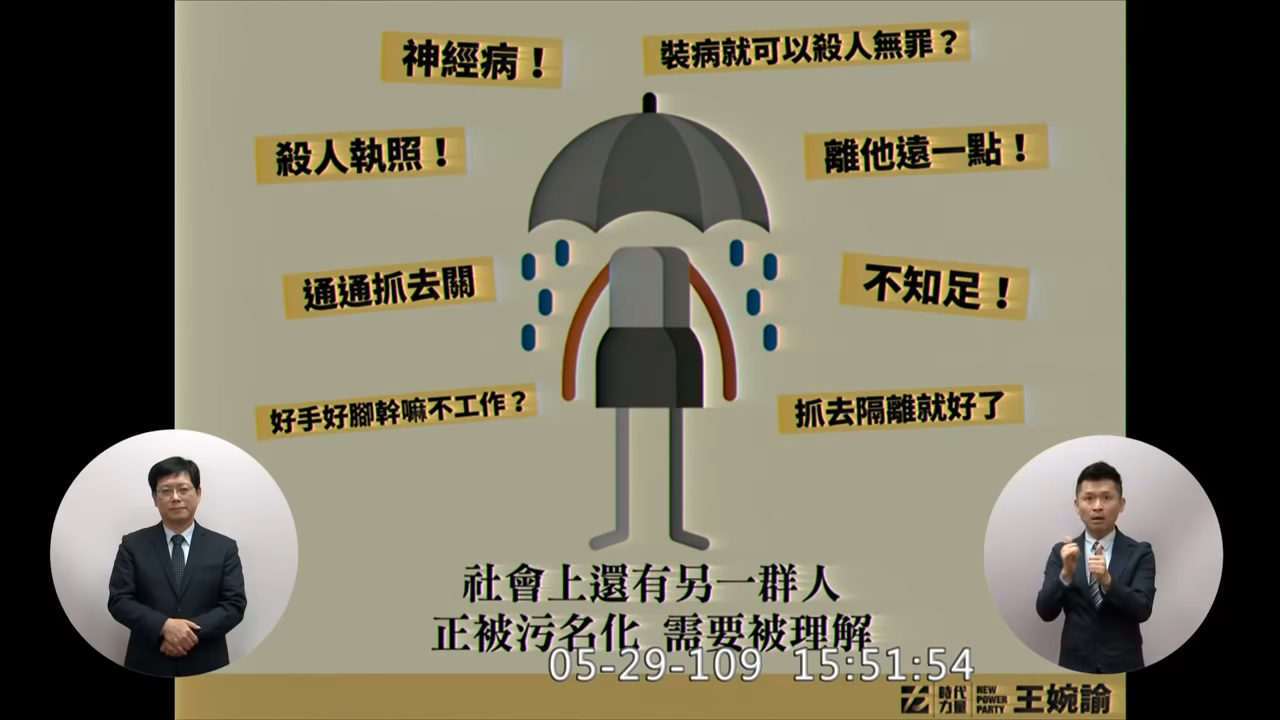 神經病！
裝病就可以殺人無罪？
殺人執照！
離他遠一點！
通通抓去關
不知足！
好手好腳幹嘛不工作？
抓去隔離就好了
社會上還有另一群人
正被污名化 需要被理解
05-29-109 15:51:54
時代
力量
NEW
POWER
PARTY
王婉諭